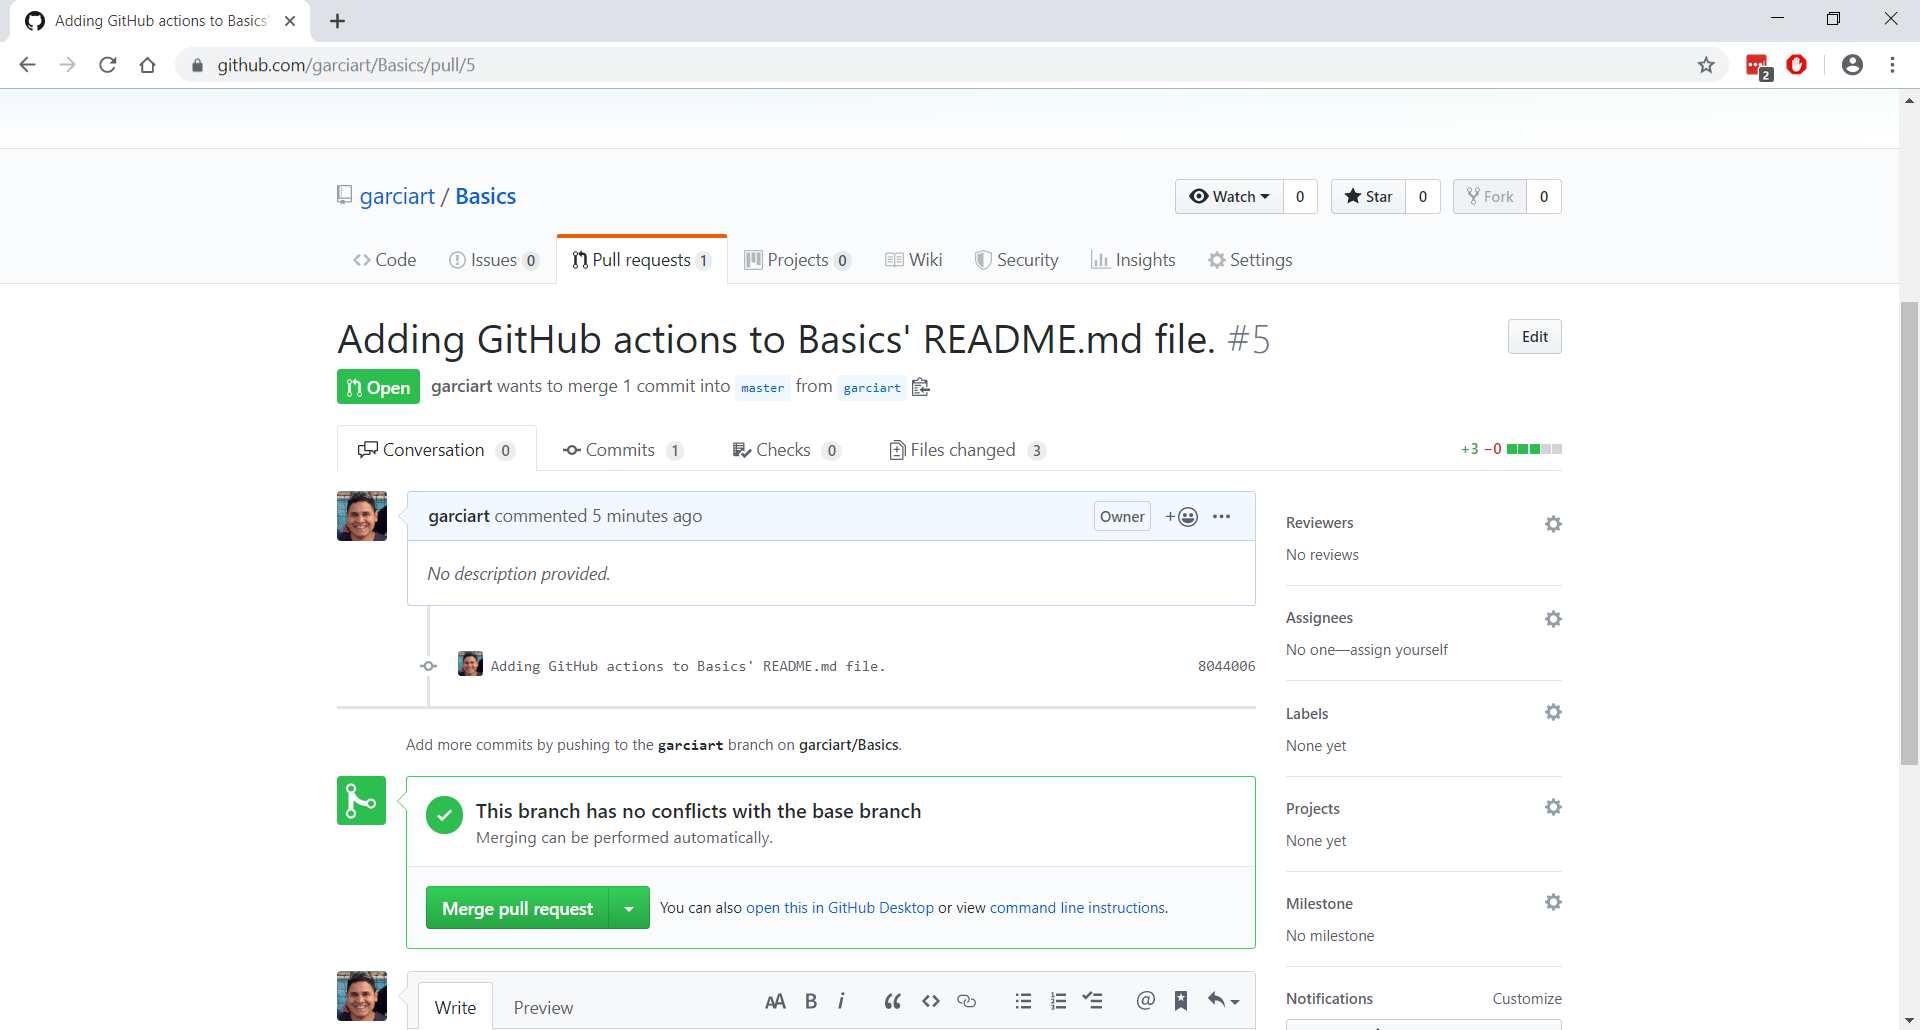 Adding GitHub actions to Basics'
github.com/garciart/Basics/pull/5
2
garciart / Basics
Watch 0 Star 0 Fork 0
Code Issues 0 Pull requests 1 Projects 0 Wiki Security Insights Settings
Adding GitHub actions to Basics' README.md file. #5
Edit
Open garciart wants to merge 1 commit into master from garciart
Conversation 0 Commits 1 Checks 0 Files changed 3
+3 −0
garciart commented 5 minutes ago
Owner
No description provided.
Adding GitHub actions to Basics' README.md file. 8044006
Add more commits by pushing to the garciart branch on garciart/Basics.
This branch has no conflicts with the base branch
Merging can be performed automatically.
Merge pull request
You can also open this in GitHub Desktop or view command line instructions.
Write Preview
AA B i
Reviewers
No reviews
Assignees
No one—assign yourself
Labels
None yet
Projects
None yet
Milestone
No milestone
Notifications Customize